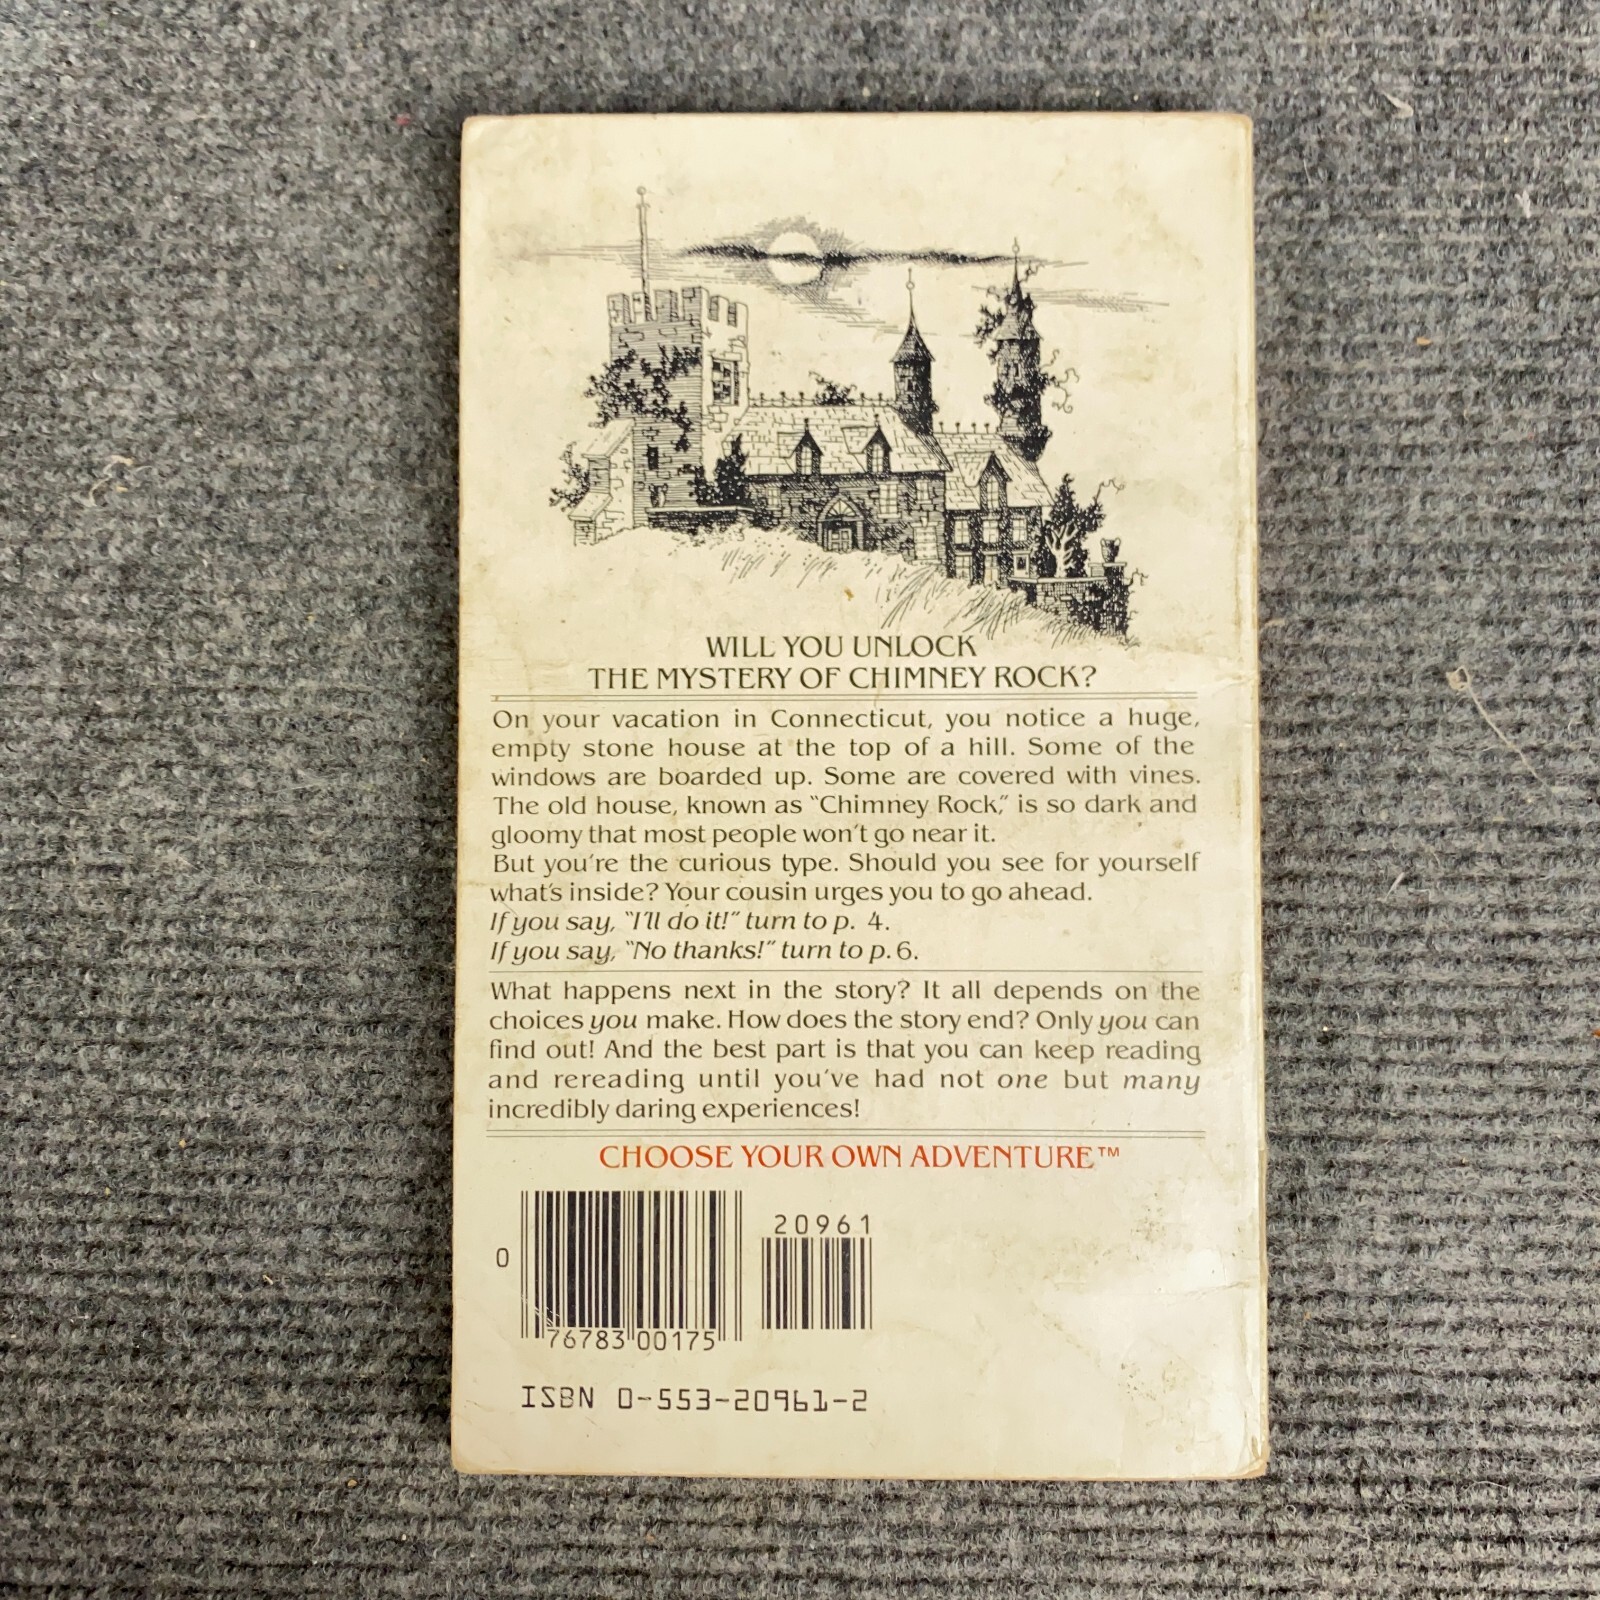 WILL YOU UNLOCK
THE MYSTERY OF CHIMNEY ROCK?
On your vacation in Connecticut, you notice a huge,
empty stone house at the top of a hill. Some of the
windows are boarded up. Some are covered with vines.
The old house, known as “Chimney Rock,” is so dark and
gloomy that most people won't go near it.
But you're the curious type. Should you see for yourself
what's inside? Your cousin urges you to go ahead.
If you say, “I'll do it!” turn to p. 4.
If you say, “No thanks!” turn to p. 6.
What happens next in the story? It all depends on the
choices you make. How does the story end? Only you can
find out! And the best part is that you can keep reading
and rereading until you've had not one but many
incredibly daring experiences!
CHOOSE YOUR OWN ADVENTURE™
20961
0
76783 00175
ISBN 0-553-20961-2